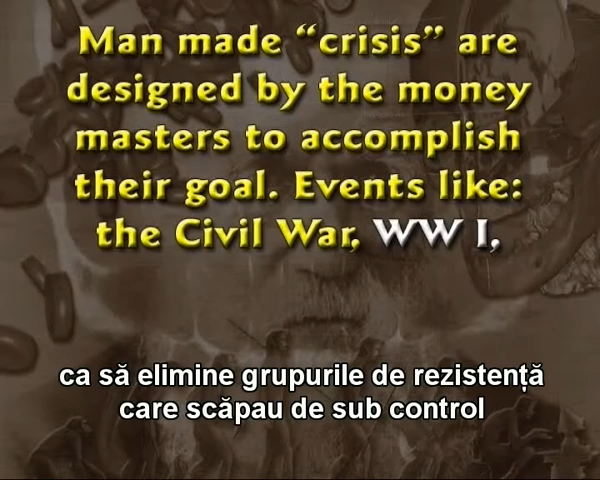 Man made “crisis” are
designed by the money
masters to accomplish
their goal. Events like:
the Civil War, WW I,
ca să elimine grupurile de rezistență
care scăpau de sub control